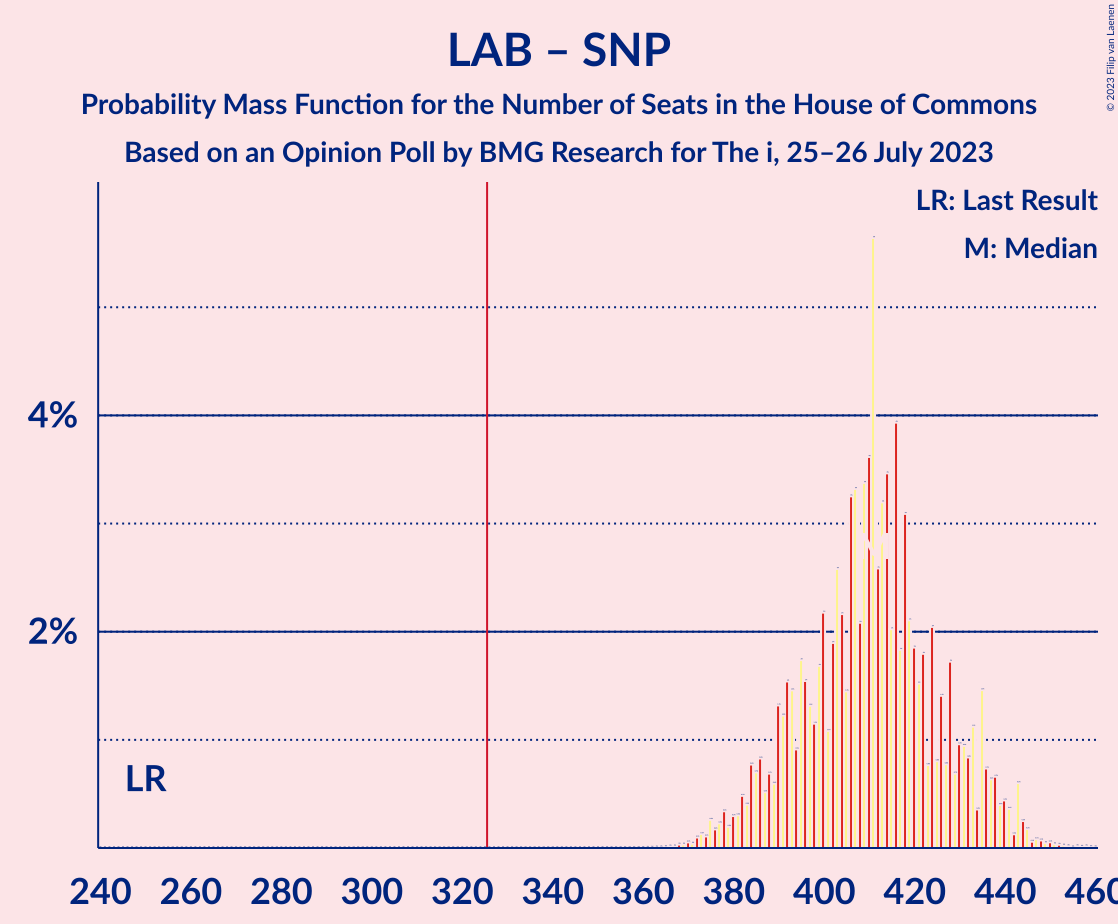 LAB – SNP
Probability Mass Function for the Number of Seats in the House of Commons
Based on an Opinion Poll by BMG Research for The i, 25–26 July 2023
© 2023 Filip van Laenen
LR: Last Result
M: Median
4%
2%
LR
240 260 280 300 320 340 360 380 400 420 440 460